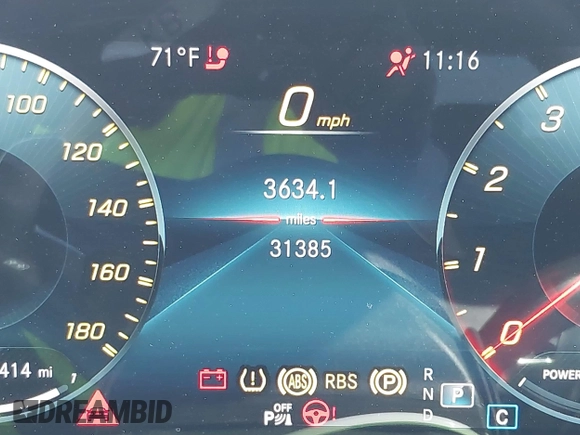 71°F
11:16
0 mph
100
120
140
160
180
3
2
1
0
3634.1
miles
31385
414 mi
1
POWER
ABS
RBS
P
R
N
P
D
OFF
P
C
DREAMBID